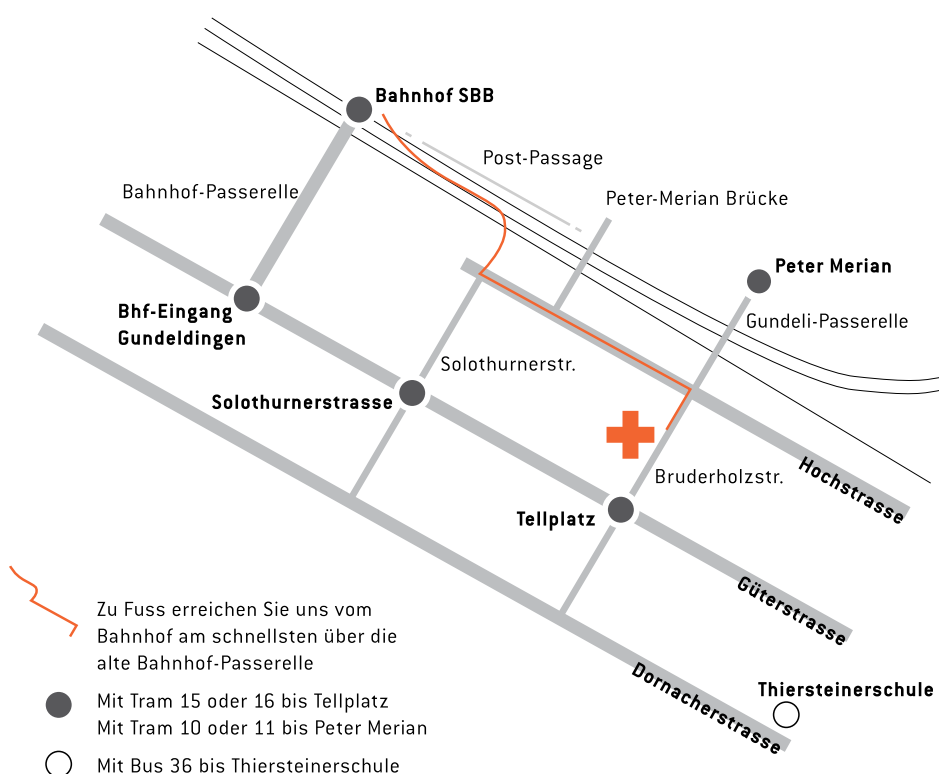 Bahnhof SBB
Post-Passage
Bahnhof-Passerelle
Peter-Merian Brücke
Peter Merian
Bhf-Eingang
Gundeldingen
Gundeli-Passerelle
Solothurnerstr.
Solothurnerstrasse
Bruderholzstr.
Hochstrasse
Tellplatz
Güterstrasse
Dornacherstrasse
Thiersteinerschule
Zu Fuss erreichen Sie uns vom
Bahnhof am schnellsten über die
alte Bahnhof-Passerelle
Mit Tram 15 oder 16 bis Tellplatz
Mit Tram 10 oder 11 bis Peter Merian
Mit Bus 36 bis Thiersteinerschule